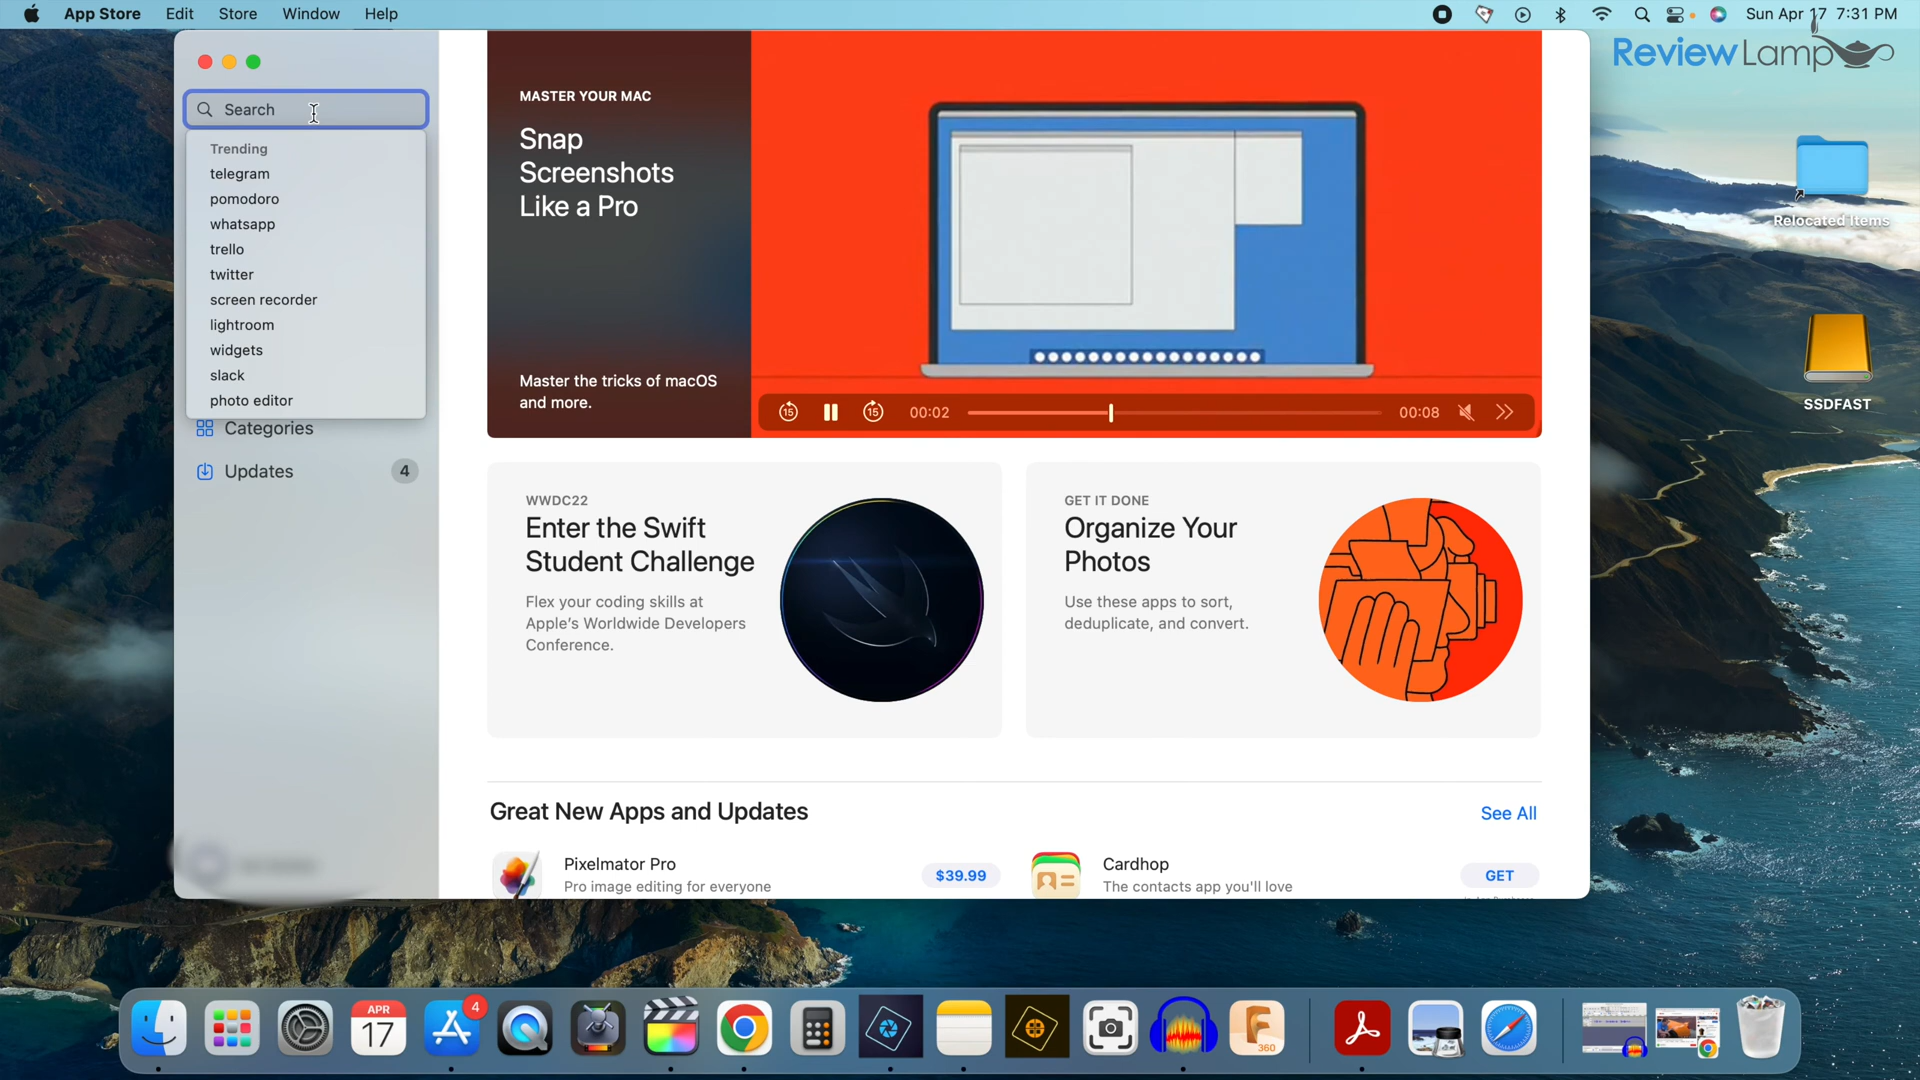 App Store Edit Store Window Help
Sun Apr 17 7:31 PM
ReviewLamp
Search
Trending
telegram
pomodoro
whatsapp
trello
twitter
screen recorder
lightroom
widgets
slack
photo editor
Categories
Updates 4
MASTER YOUR MAC
Snap
Screenshots
Like a Pro
Master the tricks of macOS
and more.
15 15 00:02 00:08
WWDC22
Enter the Swift
Student Challenge
Flex your coding skills at
Apple's Worldwide Developers
Conference.
GET IT DONE
Organize Your
Photos
Use these apps to sort,
deduplicate, and convert.
Great New Apps and Updates
See All
Pixelmator Pro
Pro image editing for everyone
$39.99
Cardhop
The contacts app you'll love
GET
Relocated Items
SSDFAST
APR
17
4
F
360